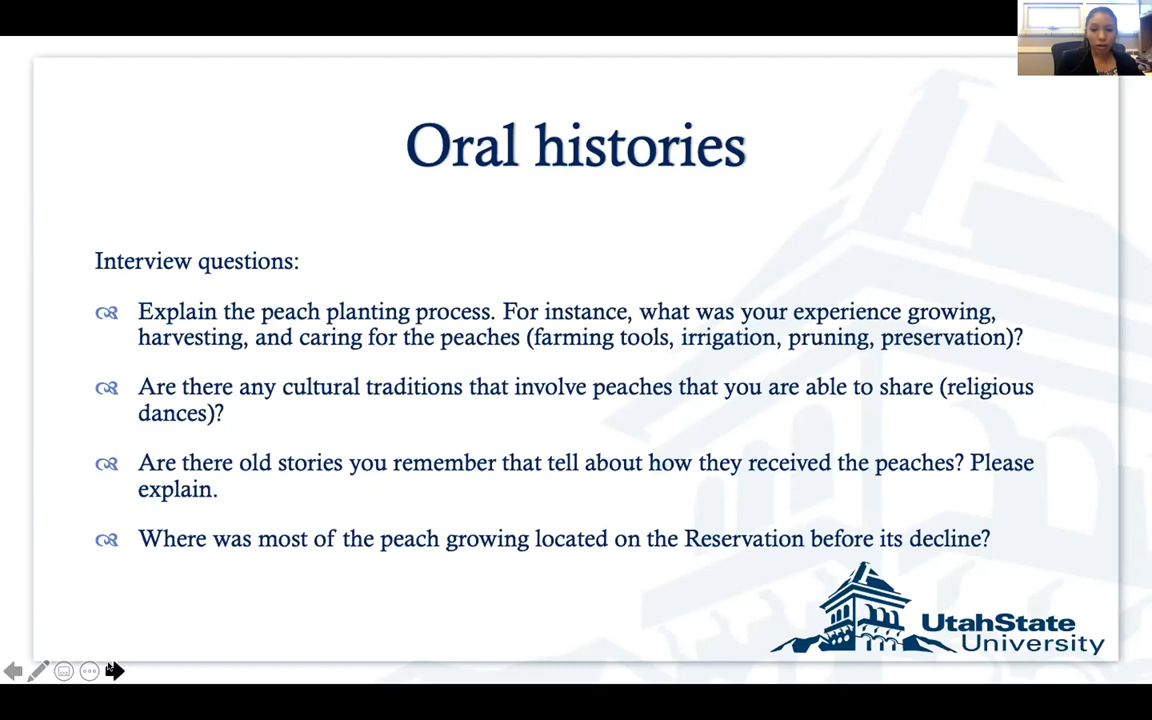 Oral histories
Interview questions:
Explain the peach planting process. For instance, what was your experience growing,
harvesting, and caring for the peaches (farming tools, irrigation, pruning, preservation)?
Are there any cultural traditions that involve peaches that you are able to share (religious
dances)?
Are there old stories you remember that tell about how they received the peaches? Please
explain.
Where was most of the peach growing located on the Reservation before its decline?
UtahState
University